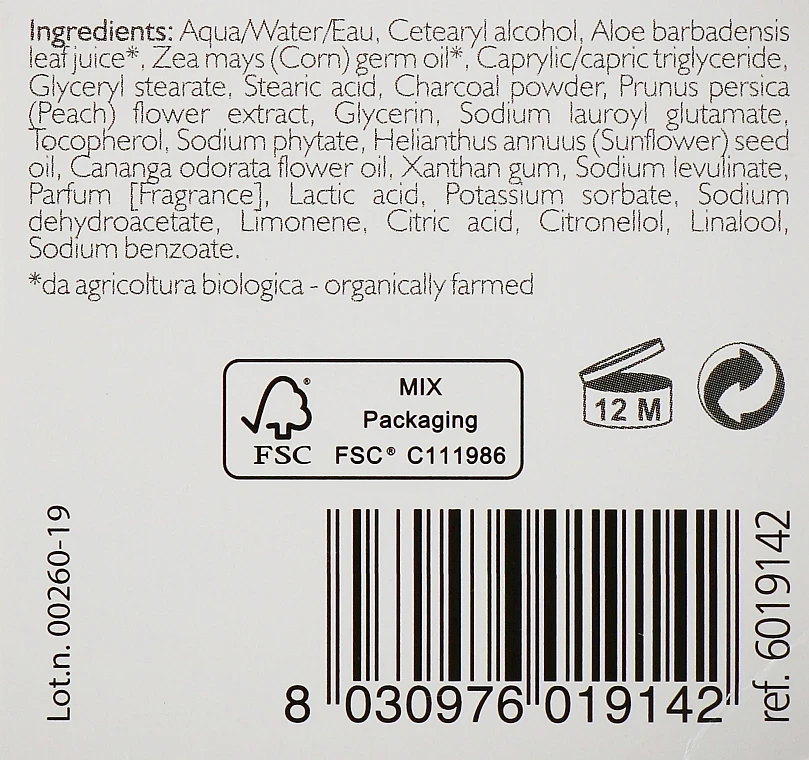 Ingredients: Aqua/Water/Eau, Cetearyl alcohol, Aloe barbadensis
leaf juice*, Zea mays (Corn) germ oil*, Caprylic/capric triglyceride,
Glyceryl stearate, Stearic acid, Charcoal powder, Prunus persica
(Peach) flower extract, Glycerin, Sodium lauroyl glutamate,
Tocopherol, Sodium phytate, Helianthus annuus (Sunflower) seed
oil, Cananga odorata flower oil, Xanthan gum, Sodium levulinate,
Parfum [Fragrance], Lactic acid, Potassium sorbate, Sodium
dehydroacetate, Limonene, Citric acid, Citronellol, Linalool,
Sodium benzoate.
*da agricoltura biologica - organically farmed
MIX
Packaging
FSC FSC® C111986
12 M
Lot.n. 00260-19
8 030976 019142
ref. 6019142